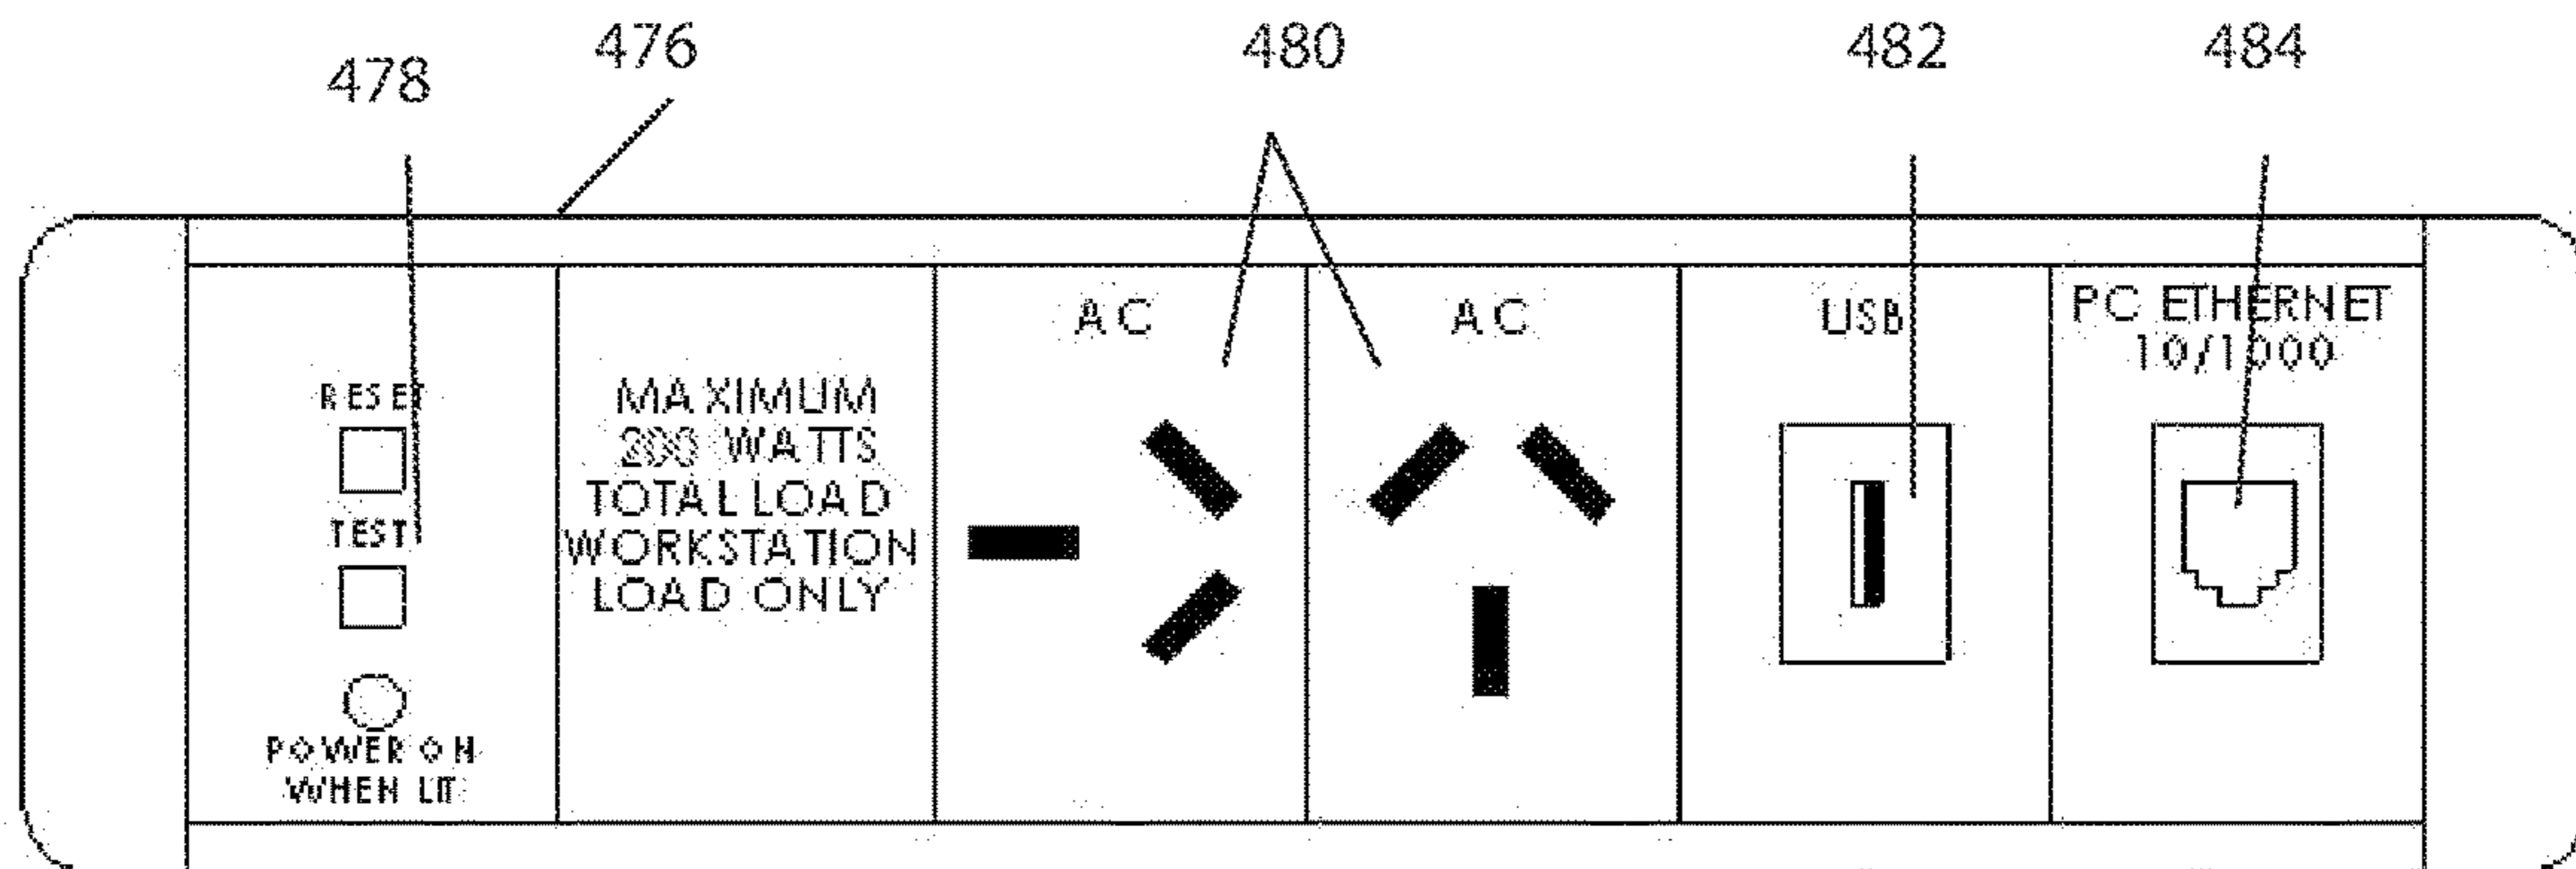 476
480
482
484
478
AC
AC
USB
PC ETHERNET
10/1000
RESET
MAXIMUM
200 WATTS
TEST
TOTAL LOAD
WORKSTATION
LOAD ONLY
POWER ON
WHEN LIT